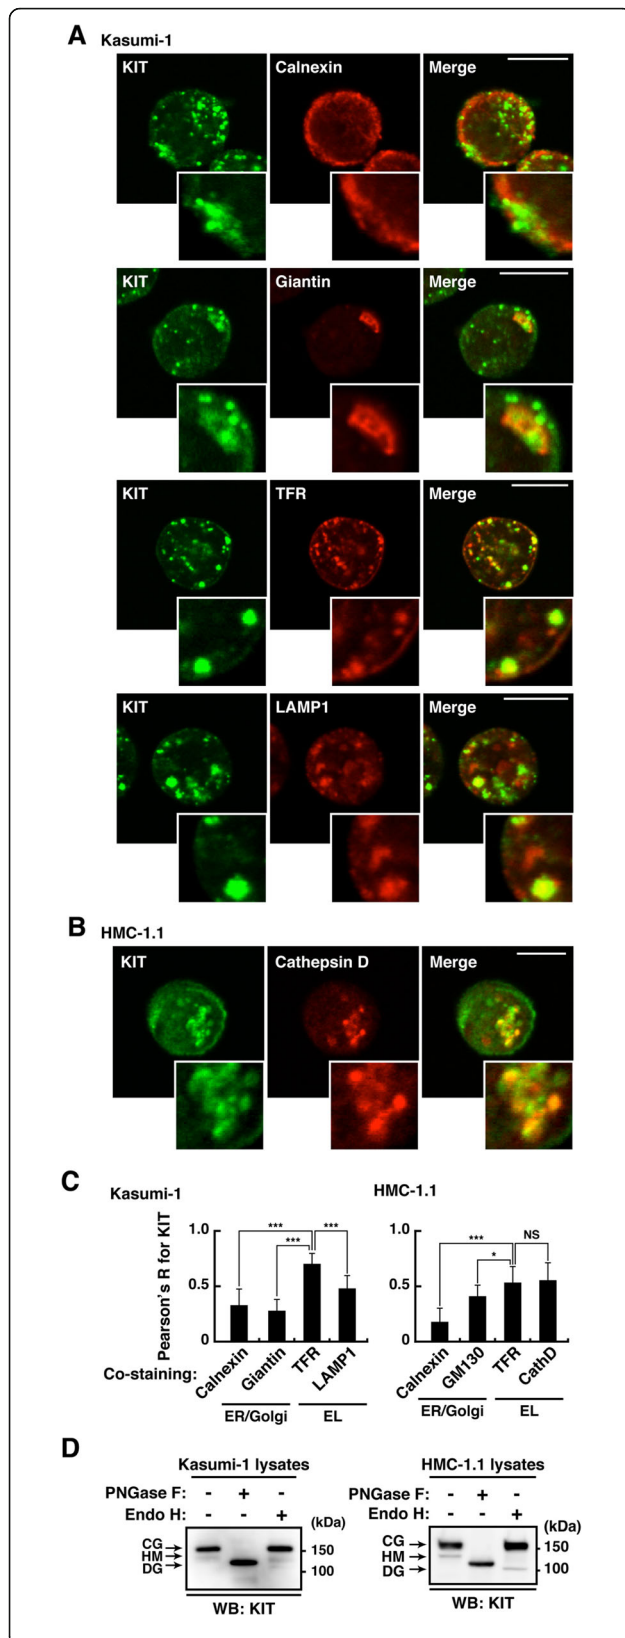 A Kasumi-1
KIT Calnexin Merge
KIT Giantin Merge
KIT TFR Merge
KIT LAMP1 Merge
B HMC-1.1
KIT Cathepsin D Merge
C
Kasumi-1 HMC-1.1
Pearson's R for KIT
1.0 *** *** 1.0 *** NS
*** *
0.5 0.5
0 0
Co-staining: Calnexin Giantin TFR LAMP1 Calnexin GM130 TFR CathD
ER/Golgi EL ER/Golgi EL
D
Kasumi-1 lysates HMC-1.1 lysates
PNGase F: - + - PNGase F: - + -
Endo H: - - + (kDa) Endo H: - - + (kDa)
CG 150 CG 150
HM HM
DG 100 DG 100
WB: KIT WB: KIT